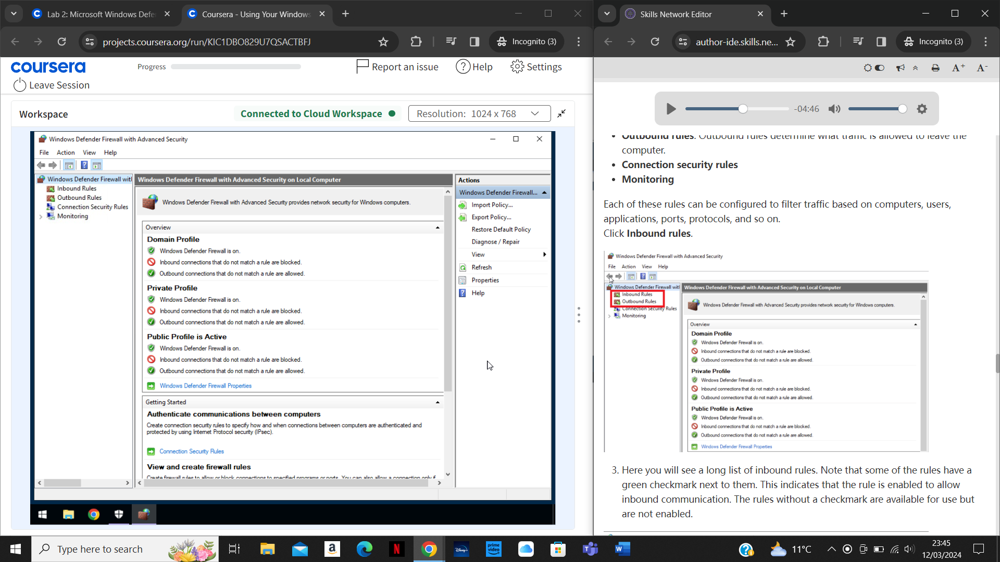 Lab 2: Microsoft Windows Defe
Coursera - Using Your Windows
projects.coursera.org/run/KIC1DBO829U7QSACTBFJ
Incognito (3)
coursera
Progress
Report an issue
Help
Settings
Leave Session
Workspace
Connected to Cloud Workspace
Resolution: 1024 x 768
Windows Defender Firewall with Advanced Security
File Action View Help
Windows Defender Firewall wit
Inbound Rules
Outbound Rules
Connection Security Rules
Monitoring
Windows Defender Firewall with Advanced Security on Local Computer
Windows Defender Firewall with Advanced Security provides network security for Windows computers.
Overview
Domain Profile
Windows Defender Firewall is on.
Inbound connections that do not match a rule are blocked.
Outbound connections that do not match a rule are allowed.
Private Profile
Windows Defender Firewall is on.
Inbound connections that do not match a rule are blocked.
Outbound connections that do not match a rule are allowed.
Public Profile is Active
Windows Defender Firewall is on.
Inbound connections that do not match a rule are blocked.
Outbound connections that do not match a rule are allowed.
Windows Defender Firewall Properties
Getting Started
Authenticate communications between computers
Create connection security rules to specify how and when connections between computers are authenticated and
protected by using Internet Protocol security (IPsec).
Connection Security Rules
View and create firewall rules
Create firewall rules to allow or block connections to specified programs or ports. You can also allow a connection only if
Actions
Windows Defender Firewall...
Import Policy...
Export Policy...
Restore Default Policy
Diagnose / Repair
View
Refresh
Properties
Help
Skills Network Editor
author-ide.skills.ne...
Incognito (3)
A+
A-
-04:46
Outbound rules: Outbound rules determine what traffic is allowed to leave the
computer.
Connection security rules
Monitoring
Each of these rules can be configured to filter traffic based on computers, users,
applications, ports, protocols, and so on.
Click Inbound rules.
Windows Defender Firewall with Advanced Security
File Action View Help
Windows Defender Firewall wit
Inbound Rules
Outbound Rules
Connection Security Rules
Monitoring
Windows Defender Firewall with Advanced Security on Local Computer
Windows Defender Firewall with Advanced Security provides network security for Windows computers.
Overview
Domain Profile
Windows Defender Firewall is on.
Inbound connections that do not match a rule are blocked.
Outbound connections that do not match a rule are allowed.
Private Profile
Windows Defender Firewall is on.
Inbound connections that do not match a rule are blocked.
Outbound connections that do not match a rule are allowed.
Public Profile is Active
Windows Defender Firewall is on.
Inbound connections that do not match a rule are blocked.
Outbound connections that do not match a rule are allowed.
Windows Defender Firewall Properties
3. Here you will see a long list of inbound rules. Note that some of the rules have a
green checkmark next to them. This indicates that the rule is enabled to allow
inbound communication. The rules without a checkmark are available for use but
are not enabled.
Type here to search
prime video
11°C
23:45
12/03/2024